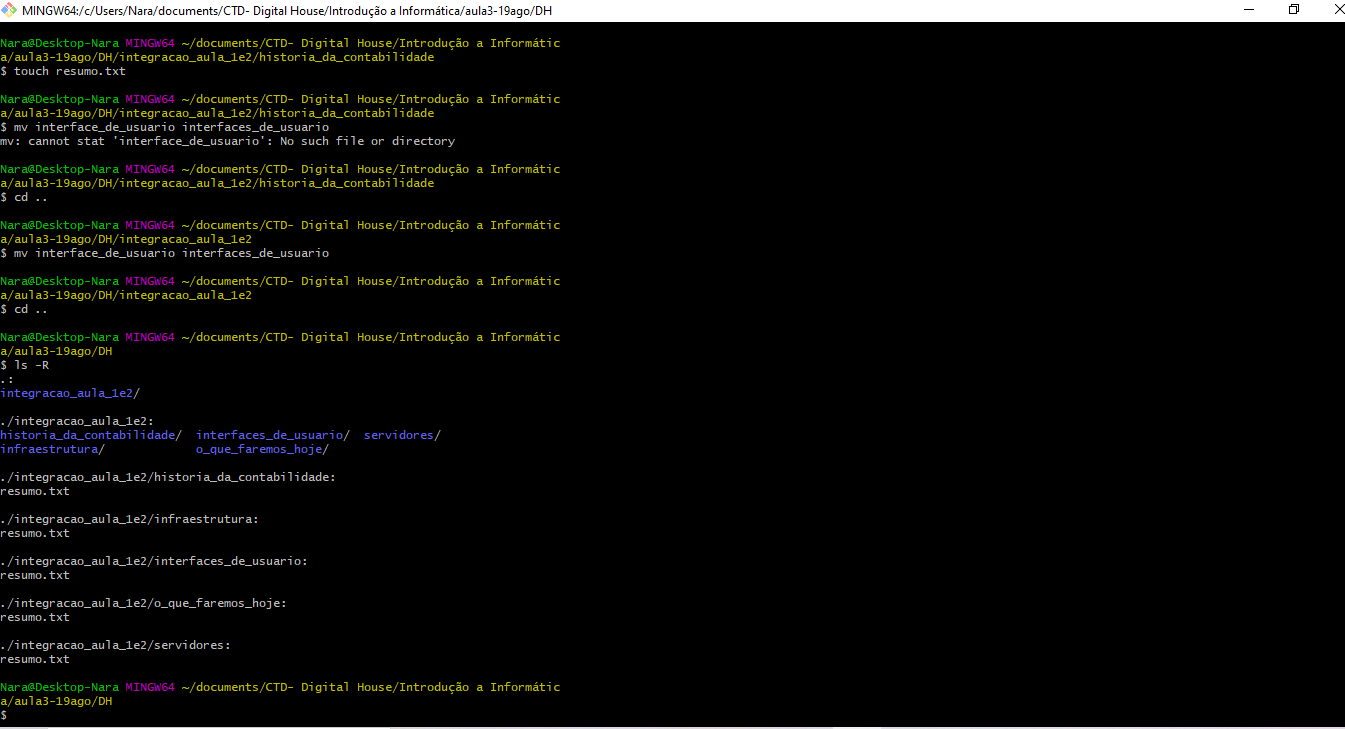 MINGW64:/c/Users/Nara/documents/CTD- Digital House/Introdução a Informática/aula3-19ago/DH
Nara@Desktop-Nara MINGW64 ~/documents/CTD- Digital House/Introdução a Informátic
a/aula3-19ago/DH/integracao_aula_1e2/historia_da_contabilidade
$ touch resumo.txt
Nara@Desktop-Nara MINGW64 ~/documents/CTD- Digital House/Introdução a Informátic
a/aula3-19ago/DH/integracao_aula_1e2/historia_da_contabilidade
$ mv interface_de_usuario interfaces_de_usuario
mv: cannot stat 'interface_de_usuario': No such file or directory
Nara@Desktop-Nara MINGW64 ~/documents/CTD- Digital House/Introdução a Informátic
a/aula3-19ago/DH/integracao_aula_1e2/historia_da_contabilidade
$ cd ..
Nara@Desktop-Nara MINGW64 ~/documents/CTD- Digital House/Introdução a Informátic
a/aula3-19ago/DH/integracao_aula_1e2
$ mv interface_de_usuario interfaces_de_usuario
Nara@Desktop-Nara MINGW64 ~/documents/CTD- Digital House/Introdução a Informátic
a/aula3-19ago/DH/integracao_aula_1e2
$ cd ..
Nara@Desktop-Nara MINGW64 ~/documents/CTD- Digital House/Introdução a Informátic
a/aula3-19ago/DH
$ ls -R
.:
integracao_aula_1e2/
./integracao_aula_1e2:
historia_da_contabilidade/  interfaces_de_usuario/  servidores/
infraestrutura/             o_que_faremos_hoje/
./integracao_aula_1e2/historia_da_contabilidade:
resumo.txt
./integracao_aula_1e2/infraestrutura:
resumo.txt
./integracao_aula_1e2/interfaces_de_usuario:
resumo.txt
./integracao_aula_1e2/o_que_faremos_hoje:
resumo.txt
./integracao_aula_1e2/servidores:
resumo.txt
Nara@Desktop-Nara MINGW64 ~/documents/CTD- Digital House/Introdução a Informátic
a/aula3-19ago/DH
$